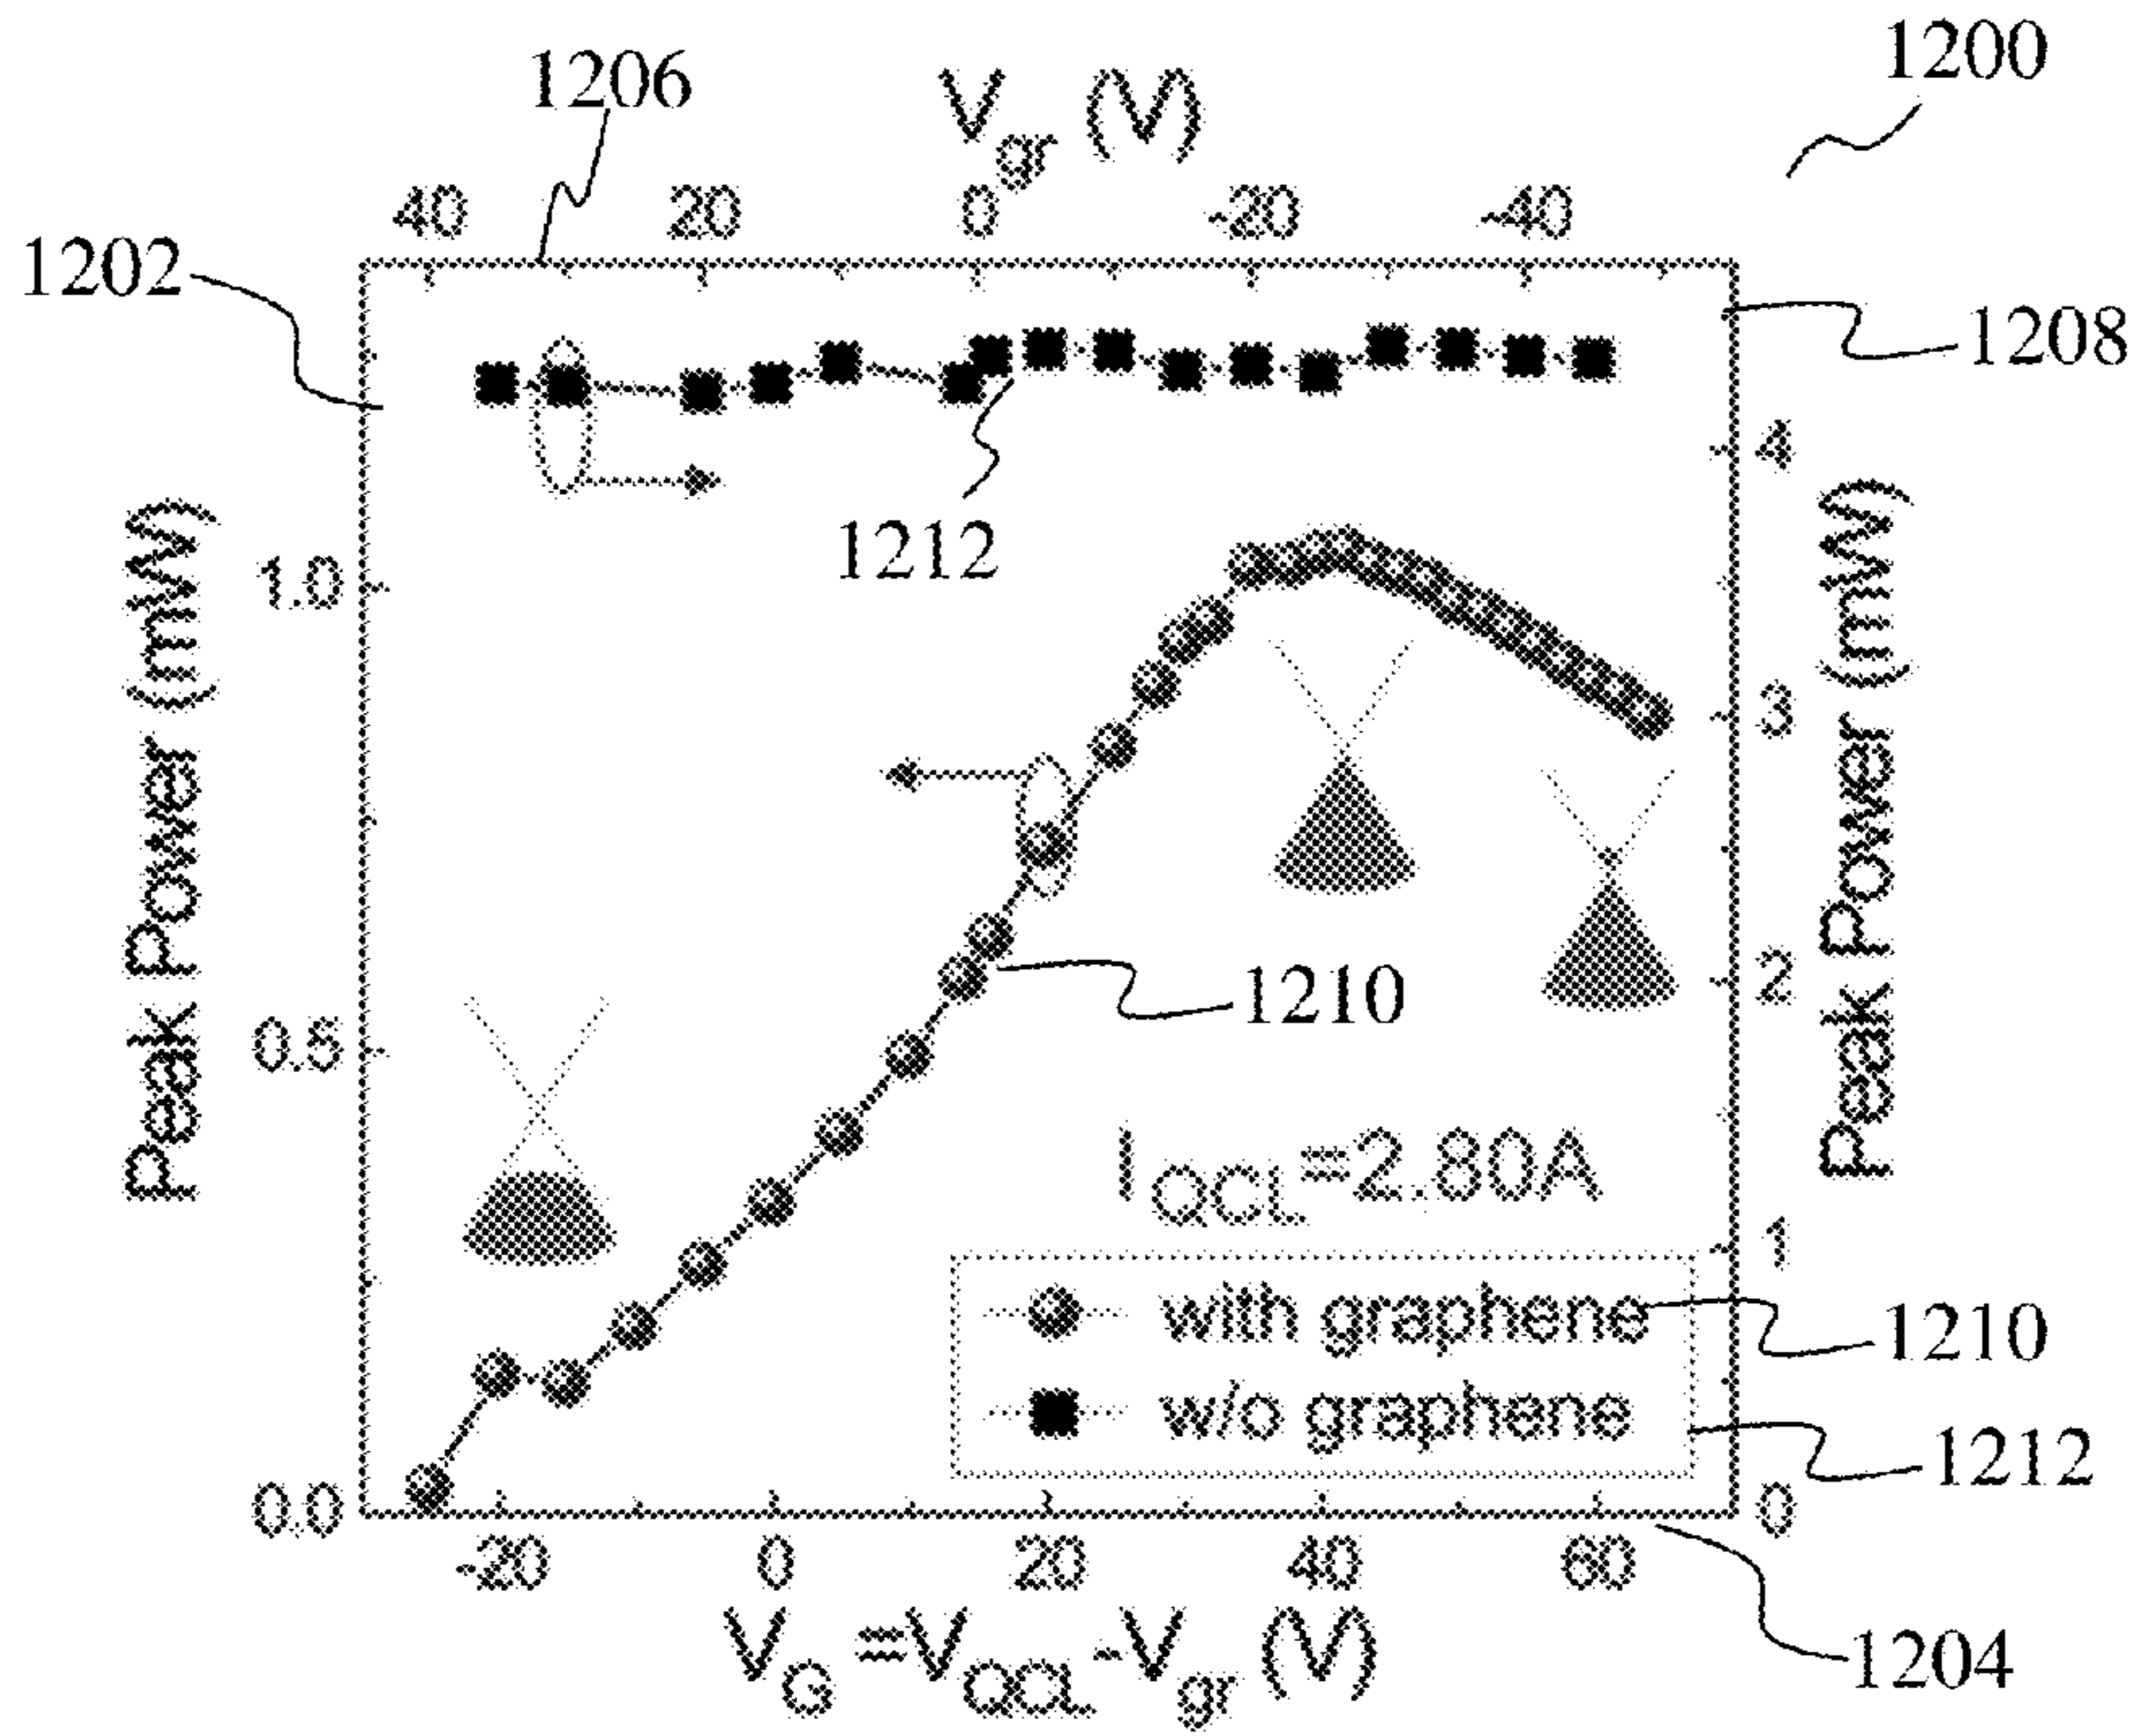 1200
1206
V_gr (V)
40 20 0 -20 -40
1202
1208
1212
Peak Power (mW)
1.0
0.5
0.0
4
3
2
1
0
Peak Power (mW)
1210
I_QCL=2.80A
with graphene
1210
w/o graphene
1212
-20 0 20 40 60
V_G=V_QCL-V_gr (V)
1204